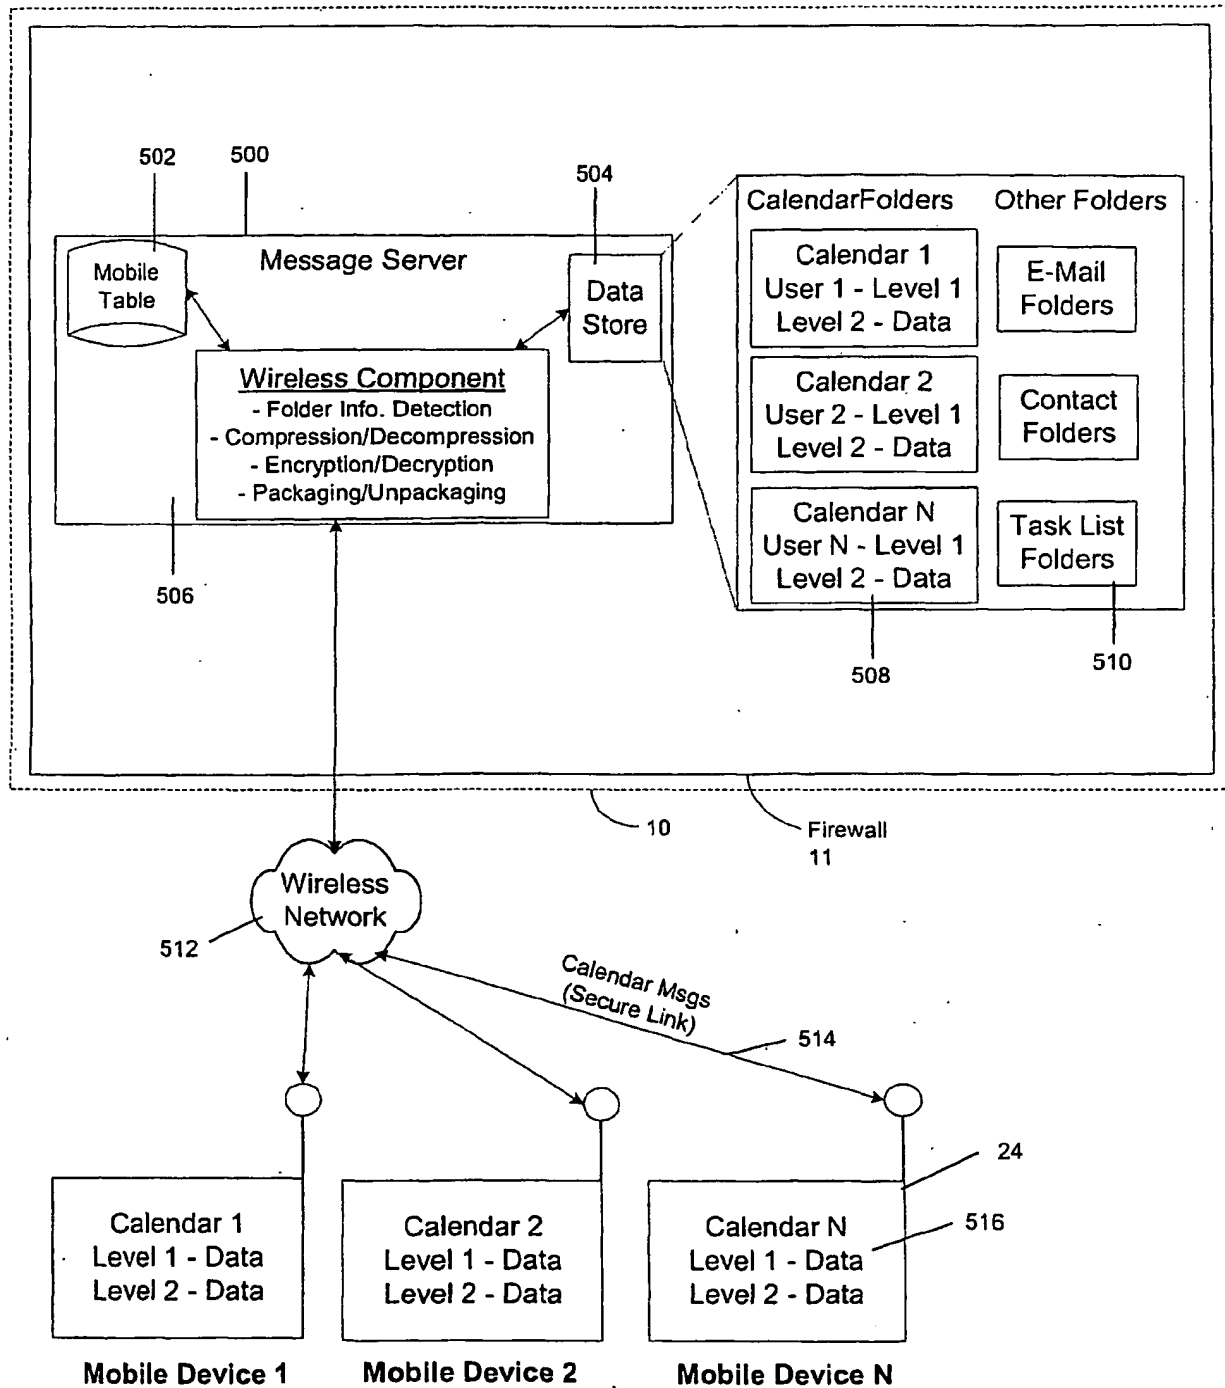 502
500
504
Message Server
Mobile
Table
Data
Store
Wireless Component
- Folder Info. Detection
- Compression/Decompression
- Encryption/Decryption
- Packaging/Unpackaging
506
CalendarFolders
Other Folders
Calendar 1
User 1 - Level 1
Level 2 - Data
E-Mail
Folders
Calendar 2
User 2 - Level 1
Level 2 - Data
Contact
Folders
Calendar N
User N - Level 1
Level 2 - Data
Task List
Folders
508
510
10
Firewall
11
Wireless
Network
512
Calendar Msgs
(Secure Link)
514
24
516
Calendar 1
Level 1 - Data
Level 2 - Data
Mobile Device 1
Calendar 2
Level 1 - Data
Level 2 - Data
Mobile Device 2
Calendar N
Level 1 - Data
Level 2 - Data
Mobile Device N